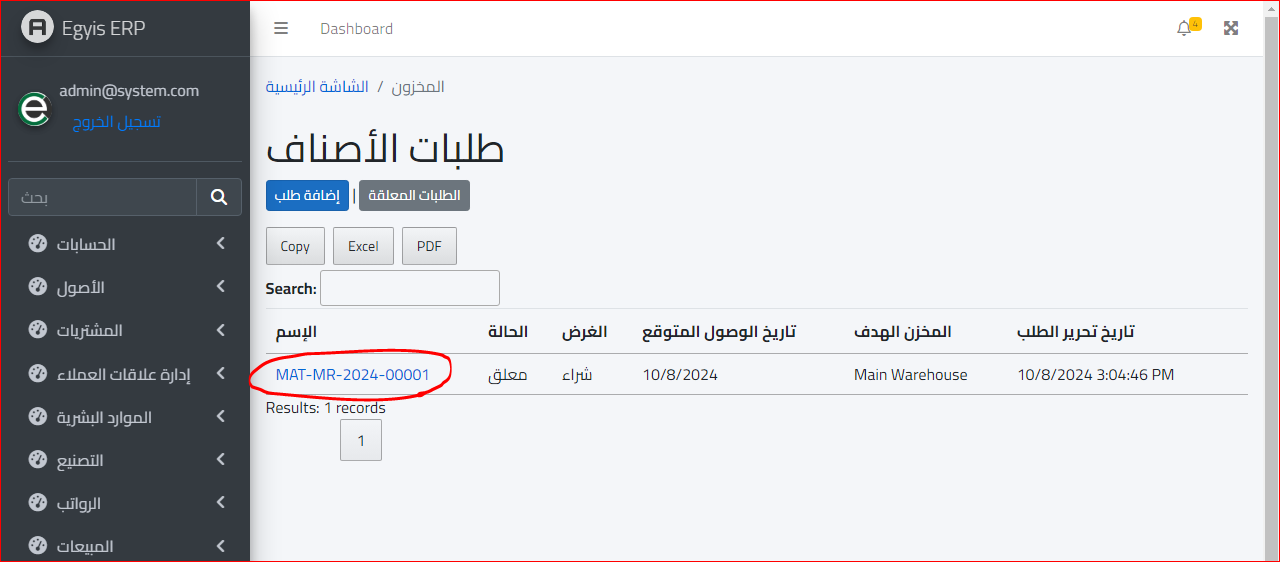 Egyis ERP
Dashboard
4
admin@system.com
تسجيل الخروج
بحث
الحسابات
الأصول
المشتريات
إدارة علاقات العملاء
الموارد البشرية
التصنيع
الرواتب
المبيعات
الشاشة الرئيسية / المخزون
طلبات الأصناف
إضافة طلب | الطلبات المعلقة
Copy Excel PDF
Search:
الإسم الحالة الغرض تاريخ الوصول المتوقع المخزن الهدف تاريخ تحرير الطلب
MAT-MR-2024-00001 معلق شراء 10/8/2024 Main Warehouse 10/8/2024 3:04:46 PM
Results: 1 records
1